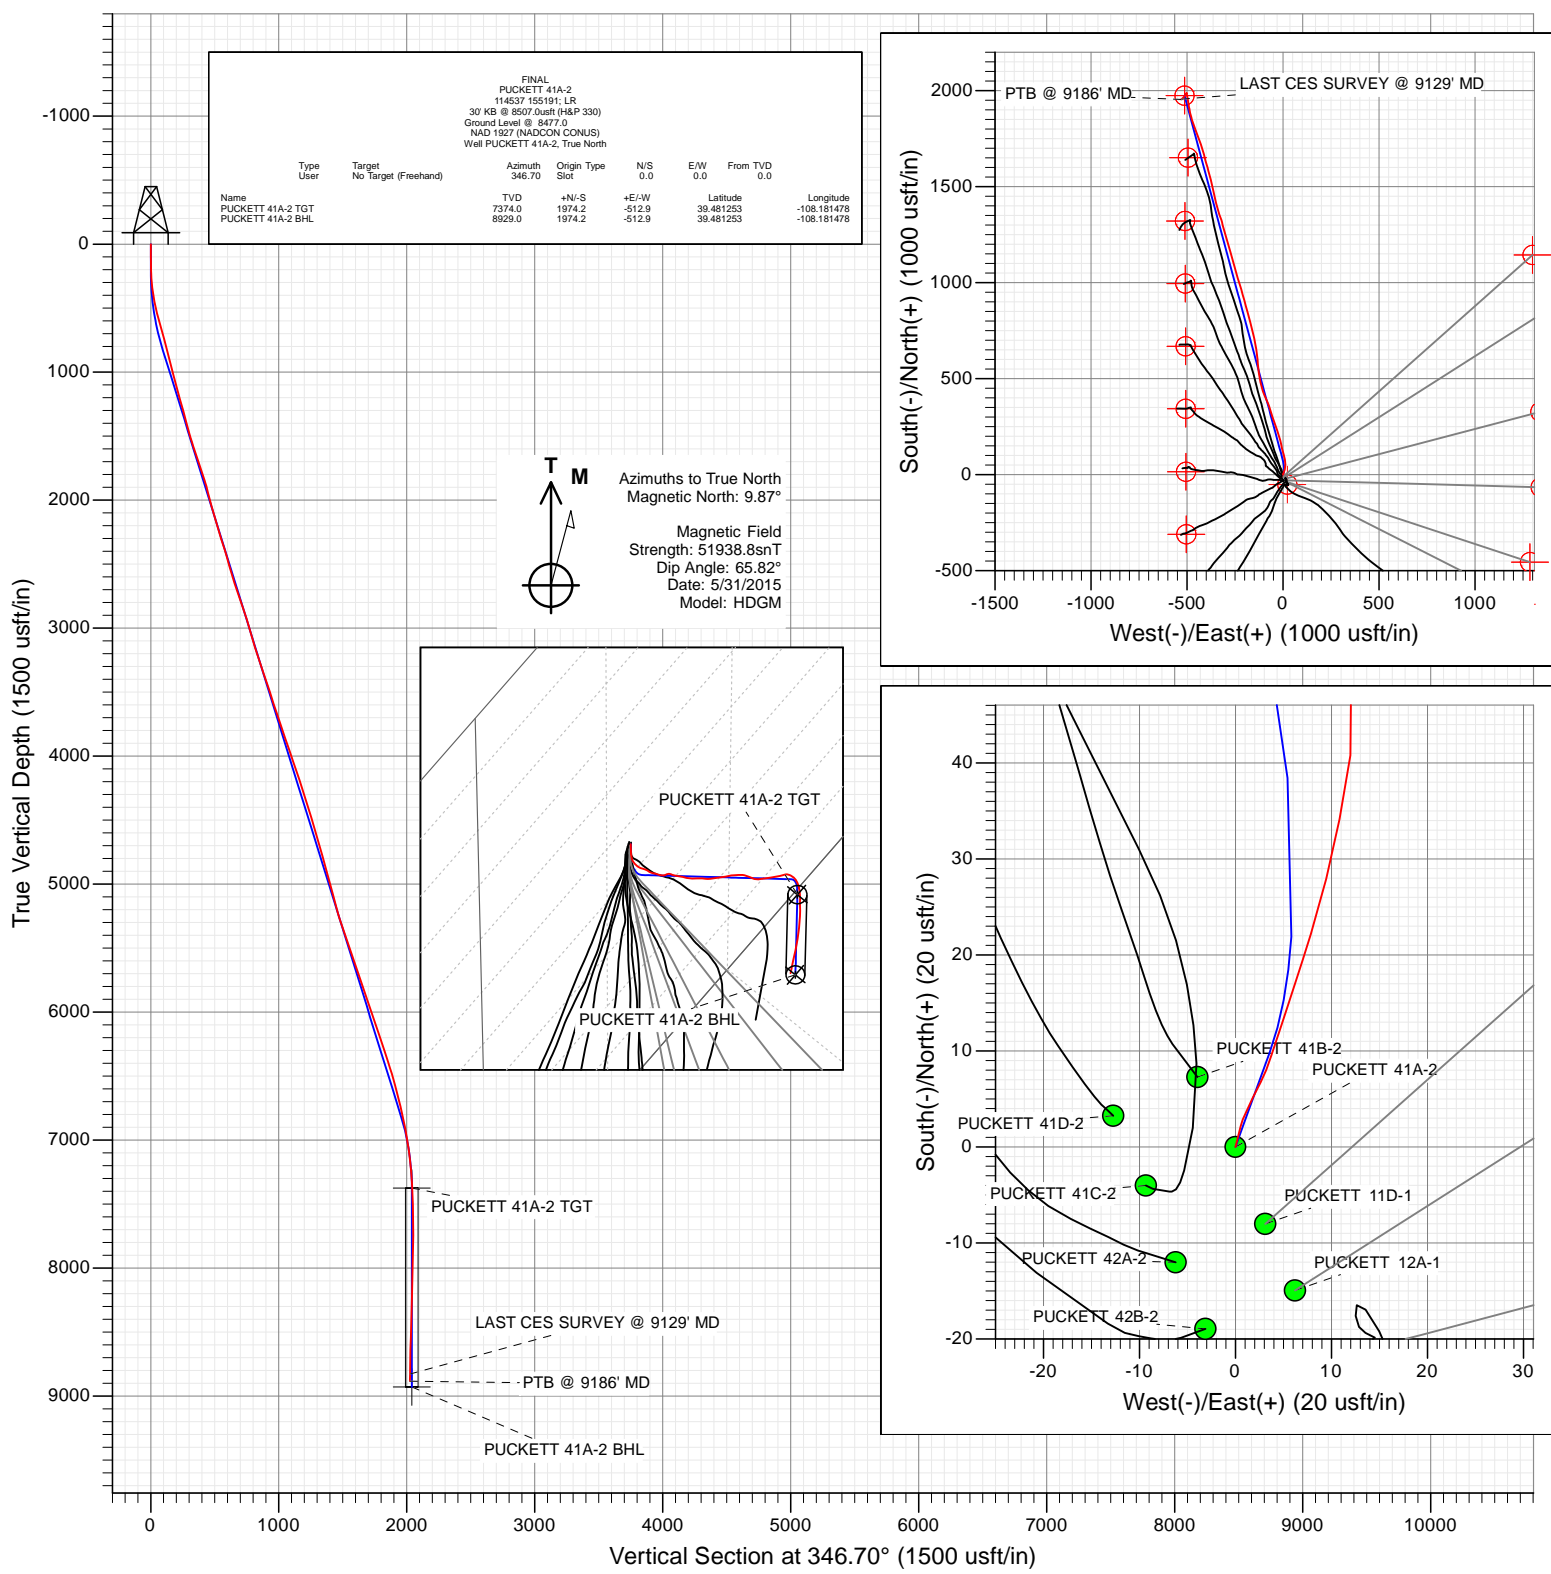 FINAL
PUCKETT 41A-2
114537 155191; LR
30' KB @ 8507.0usft (H&P 330)
Ground Level @ 8477.0
NAD 1927 (NADCON CONUS)
Well PUCKETT 41A-2, True North
Type Target Azimuth Origin Type N/S E/W From TVD
User No Target (Freehand) 346.70 Slot 0.0 0.0 0.0
Name TVD +N/-S +E/-W Latitude Longitude
PUCKETT 41A-2 TGT 7374.0 1974.2 -512.9 39.481253 -108.181478
PUCKETT 41A-2 BHL 8929.0 1974.2 -512.9 39.481253 -108.181478
True Vertical Depth (1500 usft/in)
-1000
0
1000
2000
3000
4000
5000
6000
7000
8000
9000
T
M
Azimuths to True North
Magnetic North: 9.87°
Magnetic Field
Strength: 51938.8snT
Dip Angle: 65.82°
Date: 5/31/2015
Model: HDGM
PUCKETT 41A-2 TGT
PUCKETT 41A-2 BHL
PUCKETT 41A-2 TGT
LAST CES SURVEY @ 9129' MD
PTB @ 9186' MD
PUCKETT 41A-2 BHL
0 1000 2000 3000 4000 5000 6000 7000 8000 9000 10000
Vertical Section at 346.70° (1500 usft/in)
South(-)/North(+) (1000 usft/in)
2000
1500
1000
500
0
-500
PTB @ 9186' MD
LAST CES SURVEY @ 9129' MD
-1500 -1000 -500 0 500 1000
West(-)/East(+) (1000 usft/in)
South(-)/North(+) (20 usft/in)
40
30
20
10
0
-10
-20
PUCKETT 41B-2
PUCKETT 41A-2
PUCKETT 41D-2
PUCKETT 41C-2
PUCKETT 11D-1
PUCKETT 42A-2
PUCKETT 12A-1
PUCKETT 42B-2
-20 -10 0 10 20 30
West(-)/East(+) (20 usft/in)